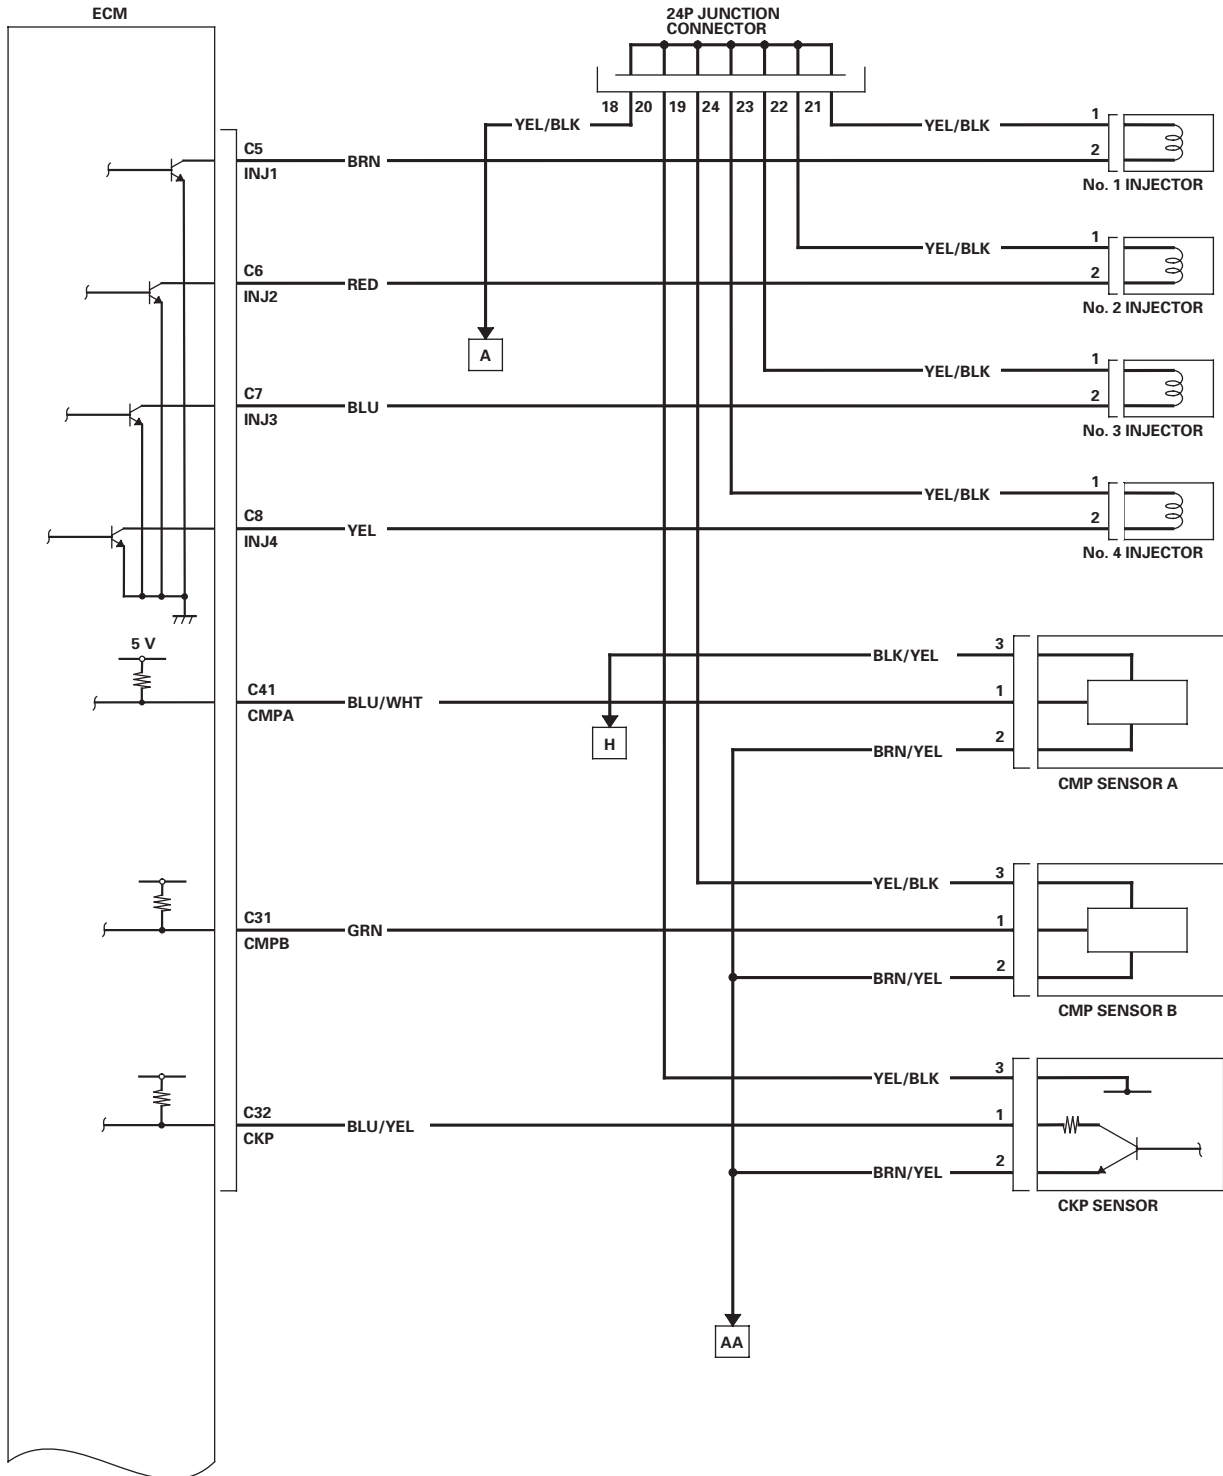 ECM
24P JUNCTION
CONNECTOR
18 20 19 24 23 22 21
YEL/BLK
YEL/BLK
1
C5
BRN
2
INJ1
No. 1 INJECTOR
1
YEL/BLK
C6
RED
2
INJ2
No. 2 INJECTOR
A
1
YEL/BLK
C7
BLU
2
INJ3
No. 3 INJECTOR
1
YEL/BLK
C8
YEL
2
INJ4
No. 4 INJECTOR
5 V
BLK/YEL
3
C41
BLU/WHT
1
CMPA
H
BRN/YEL
2
CMP SENSOR A
YEL/BLK
3
C31
GRN
1
CMPB
BRN/YEL
2
CMP SENSOR B
YEL/BLK
3
C32
BLU/YEL
1
CKP
BRN/YEL
2
CKP SENSOR
AA